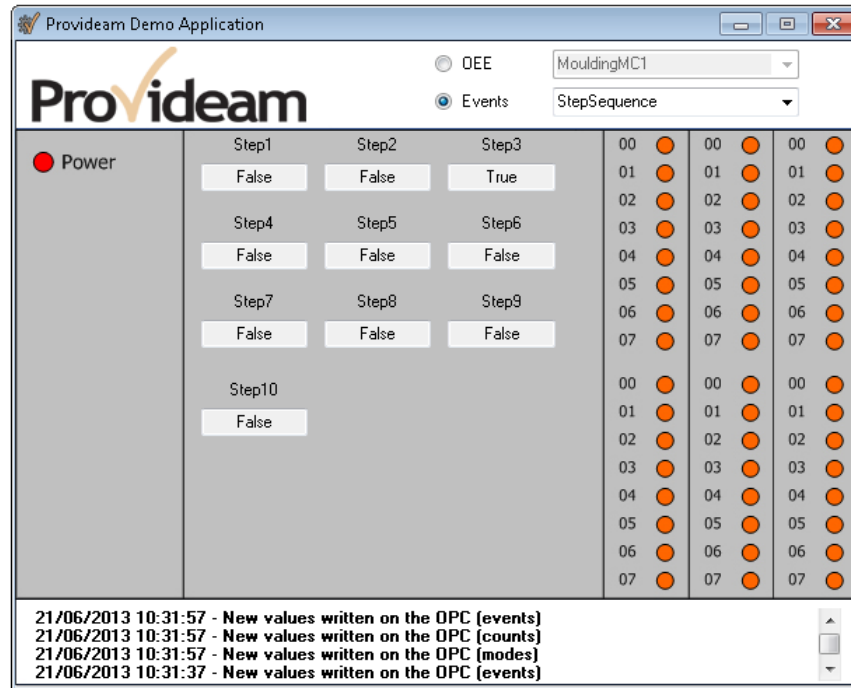 Provideam Demo Application
OEE MouldingMC1
Provideam
Events StepSequence
Power
Step1 Step2 Step3
False False True
Step4 Step5 Step6
False False False
Step7 Step8 Step9
False False False
Step10
False
00 00 00
01 01 01
02 02 02
03 03 03
04 04 04
05 05 05
06 06 06
07 07 07
00 00 00
01 01 01
02 02 02
03 03 03
04 04 04
05 05 05
06 06 06
07 07 07
21/06/2013 10:31:57 - New values written on the OPC (events)
21/06/2013 10:31:57 - New values written on the OPC (counts)
21/06/2013 10:31:57 - New values written on the OPC (modes)
21/06/2013 10:31:37 - New values written on the OPC (events)